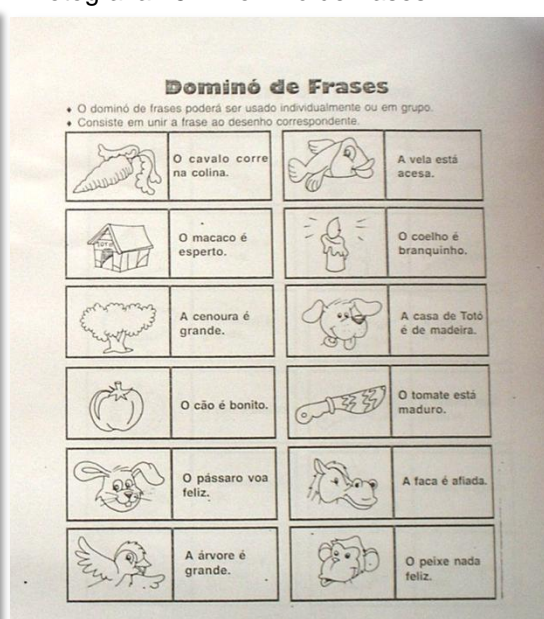 Dominó de Frases
♦ O dominó de frases poderá ser usado individualmente ou em grupo.
♦ Consiste em unir a frase ao desenho correspondente.
O cavalo corre
na colina.
A vela está
acesa.
TOTÓ
O macaco é
esperto.
O coelho é
branquinho.
A cenoura é
grande.
A casa de Totó
é de madeira.
O cão é bonito.
O tomate está
maduro.
O pássaro voa
feliz.
A faca é afiada.
A árvore é
grande.
O peixe nada
feliz.